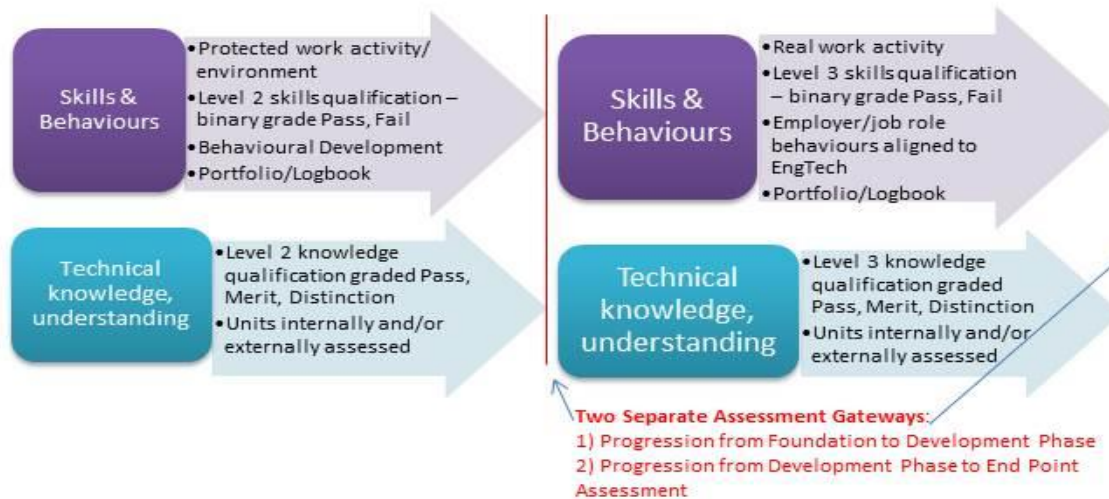 Skills &
Behaviours
•Protected work activity/
environment
•Level 2 skills qualification –
binary grade Pass, Fail
•Behavioural Development
•Portfolio/Logbook
Skills &
Behaviours
•Real work activity
•Level 3 skills qualification
– binary grade Pass, Fail
•Employer/job role
behaviours aligned to
EngTech
•Portfolio/Logbook
Technical
knowledge,
understanding
•Level 2 knowledge
qualification graded Pass,
Merit, Distinction
•Units internally and/or
externally assessed
Technical
knowledge,
understanding
•Level 3 knowledge
qualification graded
Pass, Merit, Distinction
•Units internally and/or
externally assessed
Two Separate Assessment Gateways:
1) Progression from Foundation to Development Phase
2) Progression from Development Phase to End Point
Assessment